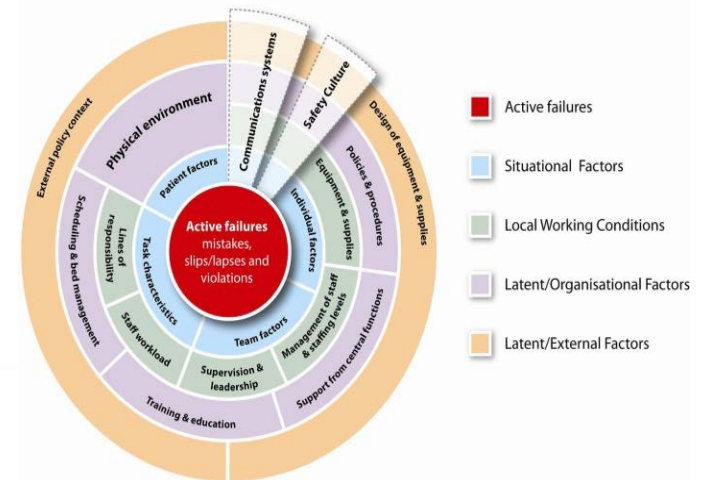 Communications systems
Safety Culture
External policy context
Design of equipment & supplies
Physical environment
Policies & procedures
Patient factors
Equipment & supplies
Individual factors
Scheduling & bed management
Lines of
responsibility
Task characteristics
Active failures
mistakes,
slips/lapses and
violations
Team factors
Management of staff
& staffing levels
Staff workload
Supervision &
leadership
Support from central functions
Training & education
Active failures
Situational Factors
Local Working Conditions
Latent/Organisational Factors
Latent/External Factors